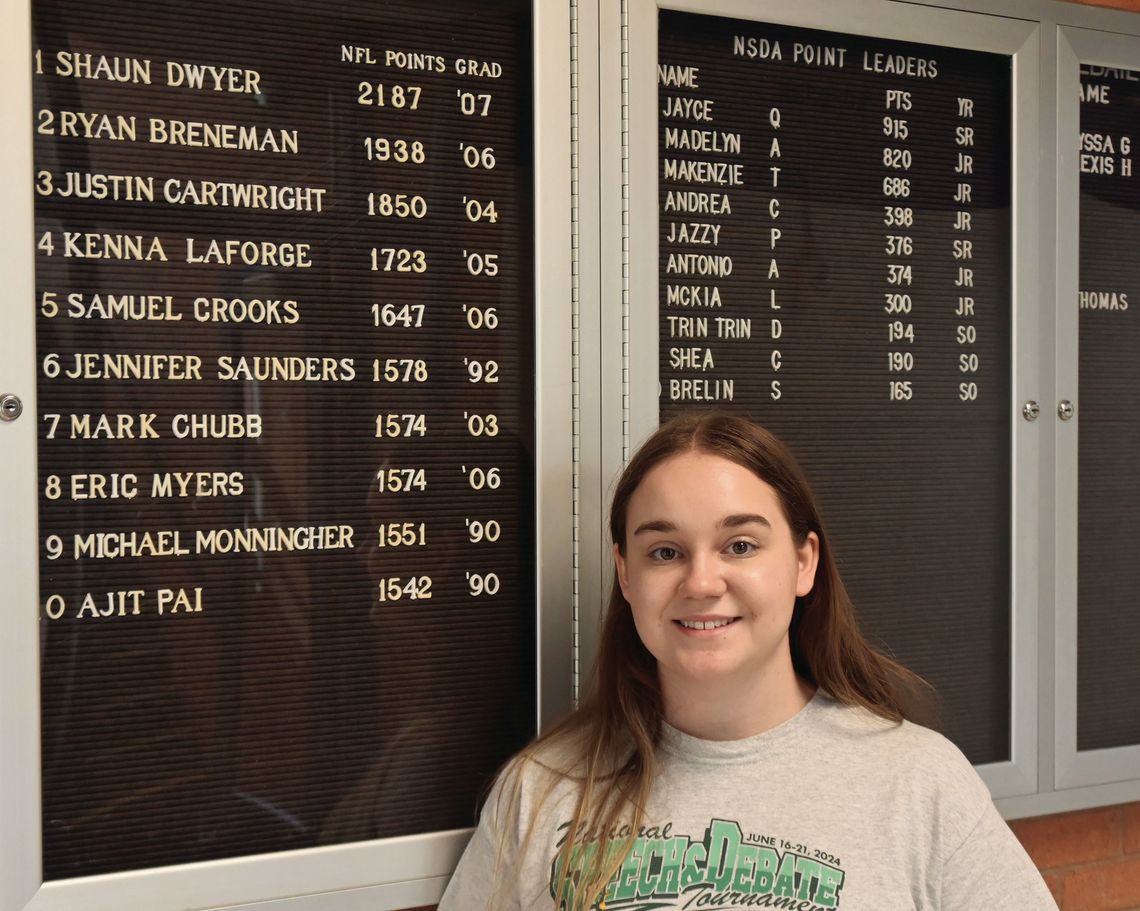 NFL POINTS GRAD
1 SHAUN DWYER 2187 '07
2 RYAN BRENEMAN 1938 '06
3 JUSTIN CARTWRIGHT 1850 '04
4 KENNA LAFORGE 1723 '05
5 SAMUEL CROOKS 1647 '06
6 JENNIFER SAUNDERS 1578 '92
7 MARK CHUBB 1574 '03
8 ERIC MYERS 1574 '06
9 MICHAEL MONNINGHER 1551 '90
0 AJIT PAI 1542 '90
NSDA POINT LEADERS
NAME PTS YR
JAYCE Q 915 SR
MADELYN A 820 JR
MAKENZIE T 686 JR
ANDREA C 398 JR
JAZZY P 376 SR
ANTONIO A 374 JR
MCKIA L 300 JR
TRIN TRIN D 194 SO
SHEA C 190 SO
BRELIN S 165 SO
AME
YSSA G
EXIS H
THOMAS
National JUNE 16-21, 2024
SPEECH & DEBATE
Tournament